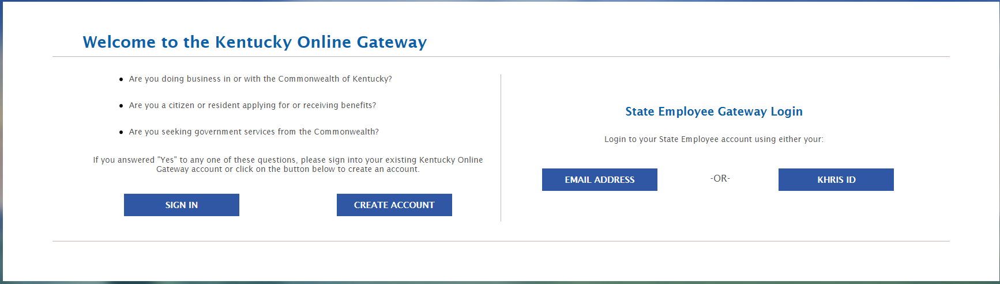 Welcome to the Kentucky Online Gateway
● Are you doing business in or with the Commonwealth of Kentucky?
● Are you a citizen or resident applying for or receiving benefits?
● Are you seeking government services from the Commonwealth?
If you answered "Yes" to any one of these questions, please sign into your existing Kentucky Online
Gateway account or click on the button below to create an account.
SIGN IN
CREATE ACCOUNT
State Employee Gateway Login
Login to your State Employee account using either your:
EMAIL ADDRESS
-OR-
KHRIS ID